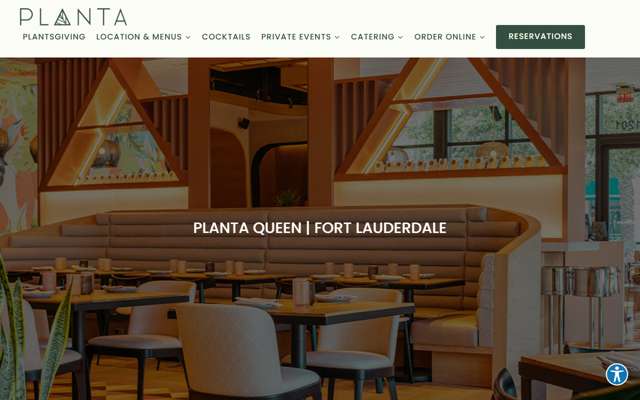 PLANTA
PLANTSGIVING LOCATION & MENUS COCKTAILS PRIVATE EVENTS CATERING ORDER ONLINE RESERVATIONS
PLANTA QUEEN | FORT LAUDERDALE